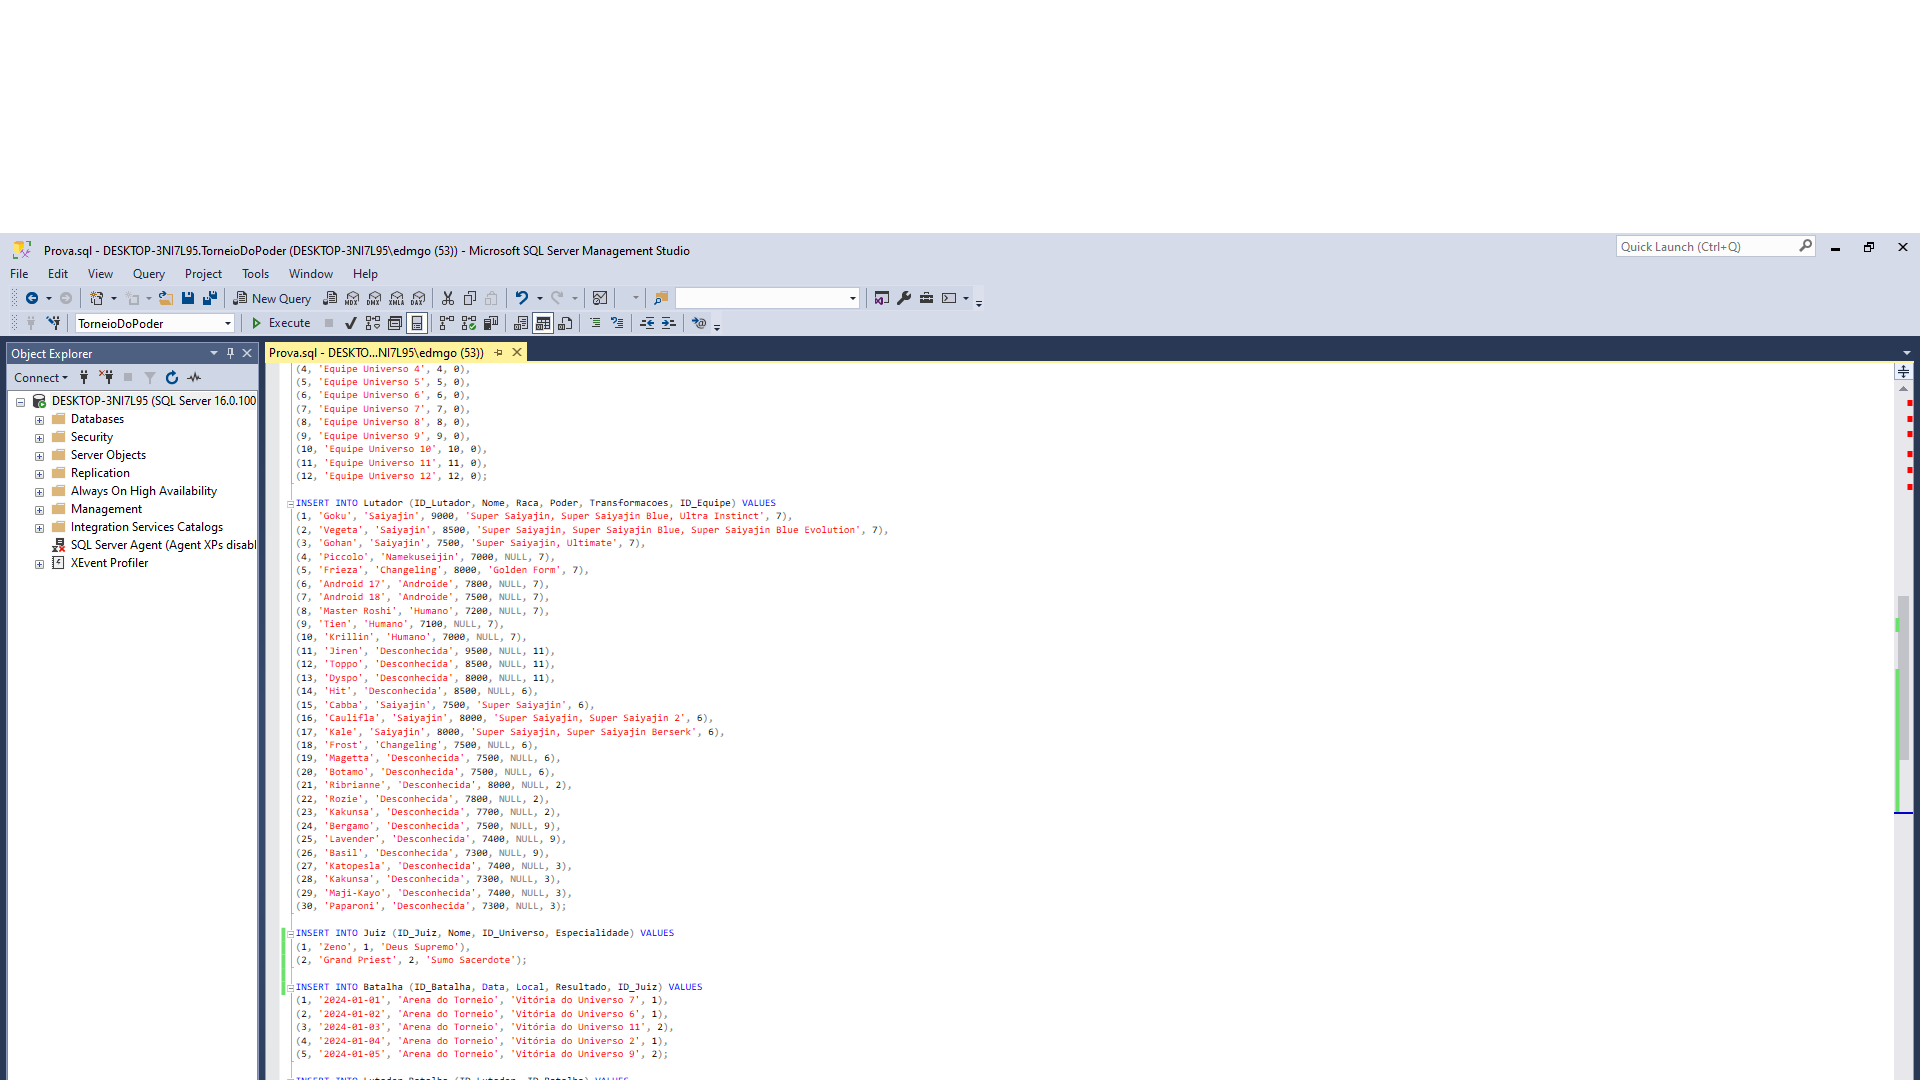 Prova.sql - DESKTOP-3NI7L95.TorneioDoPoder (DESKTOP-3NI7L95\edmgo (53)) - Microsoft SQL Server Management Studio
Quick Launch (Ctrl+Q)
File Edit View Query Project Tools Window Help
New Query
MDX DMX XMLA DAX
TorneioDoPoder
Execute
Object Explorer
Prova.sql - DESKTO...NI7L95\edmgo (53))
Connect
DESKTOP-3NI7L95 (SQL Server 16.0.100
Databases
Security
Server Objects
Replication
Always On High Availability
Management
Integration Services Catalogs
SQL Server Agent (Agent XPs disabl
XEvent Profiler
(4, 'Equipe Universo 4', 4, 0),
(5, 'Equipe Universo 5', 5, 0),
(6, 'Equipe Universo 6', 6, 0),
(7, 'Equipe Universo 7', 7, 0),
(8, 'Equipe Universo 8', 8, 0),
(9, 'Equipe Universo 9', 9, 0),
(10, 'Equipe Universo 10', 10, 0),
(11, 'Equipe Universo 11', 11, 0),
(12, 'Equipe Universo 12', 12, 0);
INSERT INTO Lutador (ID_Lutador, Nome, Raca, Poder, Transformacoes, ID_Equipe) VALUES
(1, 'Goku', 'Saiyajin', 9000, 'Super Saiyajin, Super Saiyajin Blue, Ultra Instinct', 7),
(2, 'Vegeta', 'Saiyajin', 8500, 'Super Saiyajin, Super Saiyajin Blue, Super Saiyajin Blue Evolution', 7),
(3, 'Gohan', 'Saiyajin', 7500, 'Super Saiyajin, Ultimate', 7),
(4, 'Piccolo', 'Namekuseijin', 7000, NULL, 7),
(5, 'Frieza', 'Changeling', 8000, 'Golden Form', 7),
(6, 'Android 17', 'Androide', 7800, NULL, 7),
(7, 'Android 18', 'Androide', 7500, NULL, 7),
(8, 'Master Roshi', 'Humano', 7200, NULL, 7),
(9, 'Tien', 'Humano', 7100, NULL, 7),
(10, 'Krillin', 'Humano', 7000, NULL, 7),
(11, 'Jiren', 'Desconhecida', 9500, NULL, 11),
(12, 'Toppo', 'Desconhecida', 8500, NULL, 11),
(13, 'Dyspo', 'Desconhecida', 8000, NULL, 11),
(14, 'Hit', 'Desconhecida', 8500, NULL, 6),
(15, 'Cabba', 'Saiyajin', 7500, 'Super Saiyajin', 6),
(16, 'Caulifla', 'Saiyajin', 8000, 'Super Saiyajin, Super Saiyajin 2', 6),
(17, 'Kale', 'Saiyajin', 8000, 'Super Saiyajin, Super Saiyajin Berserk', 6),
(18, 'Frost', 'Changeling', 7500, NULL, 6),
(19, 'Magetta', 'Desconhecida', 7500, NULL, 6),
(20, 'Botamo', 'Desconhecida', 7500, NULL, 6),
(21, 'Ribrianne', 'Desconhecida', 8000, NULL, 2),
(22, 'Rozie', 'Desconhecida', 7800, NULL, 2),
(23, 'Kakunsa', 'Desconhecida', 7700, NULL, 2),
(24, 'Bergamo', 'Desconhecida', 7500, NULL, 9),
(25, 'Lavender', 'Desconhecida', 7400, NULL, 9),
(26, 'Basil', 'Desconhecida', 7300, NULL, 9),
(27, 'Katopesla', 'Desconhecida', 7400, NULL, 3),
(28, 'Kakunsa', 'Desconhecida', 7300, NULL, 3),
(29, 'Maji-Kayo', 'Desconhecida', 7400, NULL, 3),
(30, 'Paparoni', 'Desconhecida', 7300, NULL, 3);
INSERT INTO Juiz (ID_Juiz, Nome, ID_Universo, Especialidade) VALUES
(1, 'Zeno', 1, 'Deus Supremo'),
(2, 'Grand Priest', 2, 'Sumo Sacerdote');
INSERT INTO Batalha (ID_Batalha, Data, Local, Resultado, ID_Juiz) VALUES
(1, '2024-01-01', 'Arena do Torneio', 'Vitória do Universo 7', 1),
(2, '2024-01-02', 'Arena do Torneio', 'Vitória do Universo 6', 1),
(3, '2024-01-03', 'Arena do Torneio', 'Vitória do Universo 11', 2),
(4, '2024-01-04', 'Arena do Torneio', 'Vitória do Universo 2', 1),
(5, '2024-01-05', 'Arena do Torneio', 'Vitória do Universo 9', 2);
INSERT INTO Lutador_Batalha (ID_Lutador, ID_Batalha) VALUES